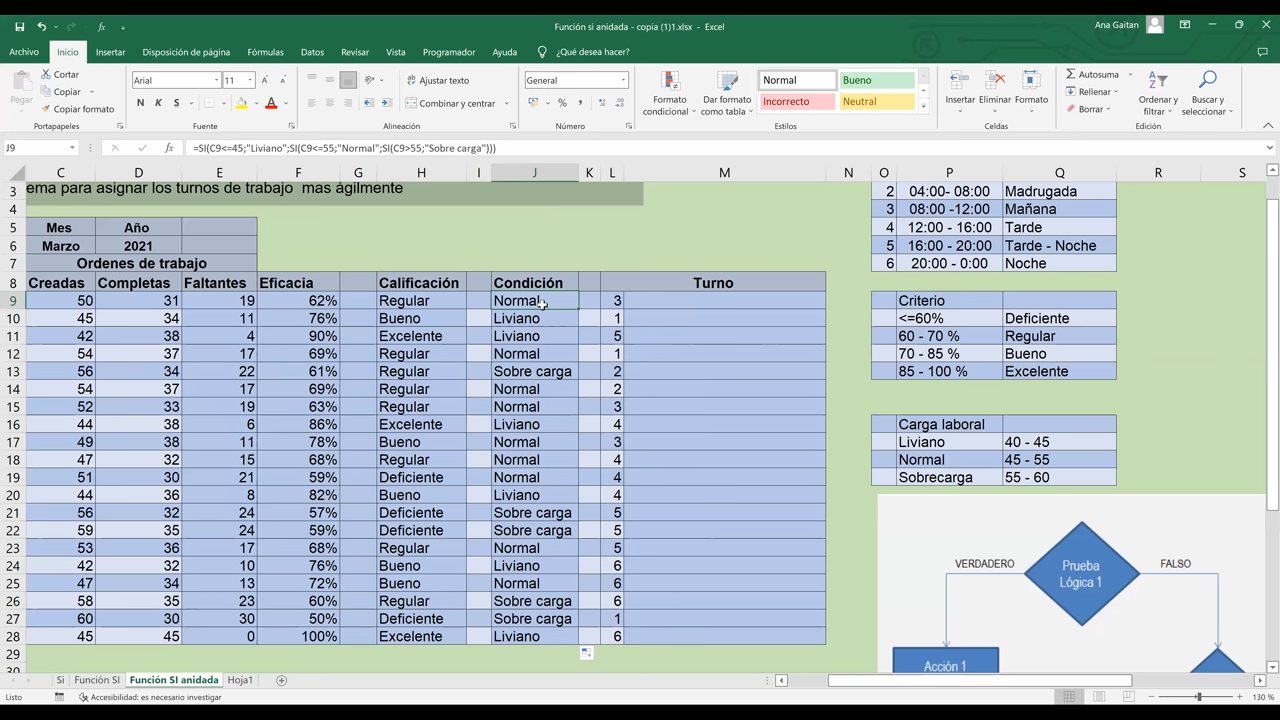 Función si anidada - copia (1)1.xlsx - Excel
Ana Gaitan
Archivo Inicio Insertar Disposición de página Fórmulas Datos Revisar Vista Programador Ayuda ¿Qué desea hacer?
Pegar
Cortar
Copiar
Copiar formato
Portapapeles
Arial 11
N K S
Fuente
Ajustar texto
Combinar y centrar
Alineación
General
Número
Formato condicional
Dar formato como tabla
Normal Bueno
Incorrecto Neutral
Estilos
Insertar Eliminar Formato
Celdas
Autosuma
Rellenar
Borrar
Ordenar y filtrar
Buscar y seleccionar
Edición
J9 fx =SI(C9<=45;"Liviano";SI(C9<=55;"Normal";SI(C9>55;"Sobre carga")))
C D E F G H I J K L M N O P Q R S
3 ema para asignar los turnos de trabajo mas ágilmente 2 04:00- 08:00 Madrugada
4 3 08:00 -12:00 Mañana
5 Mes Año 4 12:00 - 16:00 Tarde
6 Marzo 2021 5 16:00 - 20:00 Tarde - Noche
7 Ordenes de trabajo 6 20:00 - 0:00 Noche
8 Creadas Completas Faltantes Eficacia Calificación Condición Turno
9 50 31 19 62% Regular Normal 3 Criterio
10 45 34 11 76% Bueno Liviano 1 <=60% Deficiente
11 42 38 4 90% Excelente Liviano 5 60 - 70 % Regular
12 54 37 17 69% Regular Normal 1 70 - 85 % Bueno
13 56 34 22 61% Regular Sobre carga 2 85 - 100 % Excelente
14 54 37 17 69% Regular Normal 2
15 52 33 19 63% Regular Normal 3
16 44 38 6 86% Excelente Liviano 4 Carga laboral
17 49 38 11 78% Bueno Normal 3 Liviano 40 - 45
18 47 32 15 68% Regular Normal 4 Normal 45 - 55
19 51 30 21 59% Deficiente Normal 4 Sobrecarga 55 - 60
20 44 36 8 82% Bueno Liviano 4
21 56 32 24 57% Deficiente Sobre carga 5
22 59 35 24 59% Deficiente Sobre carga 5
23 53 36 17 68% Regular Normal 5
24 42 32 10 76% Bueno Liviano 6
25 47 34 13 72% Bueno Normal 6
26 58 35 23 60% Regular Sobre carga 6
27 60 30 30 50% Deficiente Sobre carga 1
28 45 45 0 100% Excelente Liviano 6
29
30
VERDADERO
Prueba
Lógica 1
FALSO
Acción 1
Si Función SI Función SI anidada Hoja1
Listo Accesibilidad: es necesario investigar 130 %